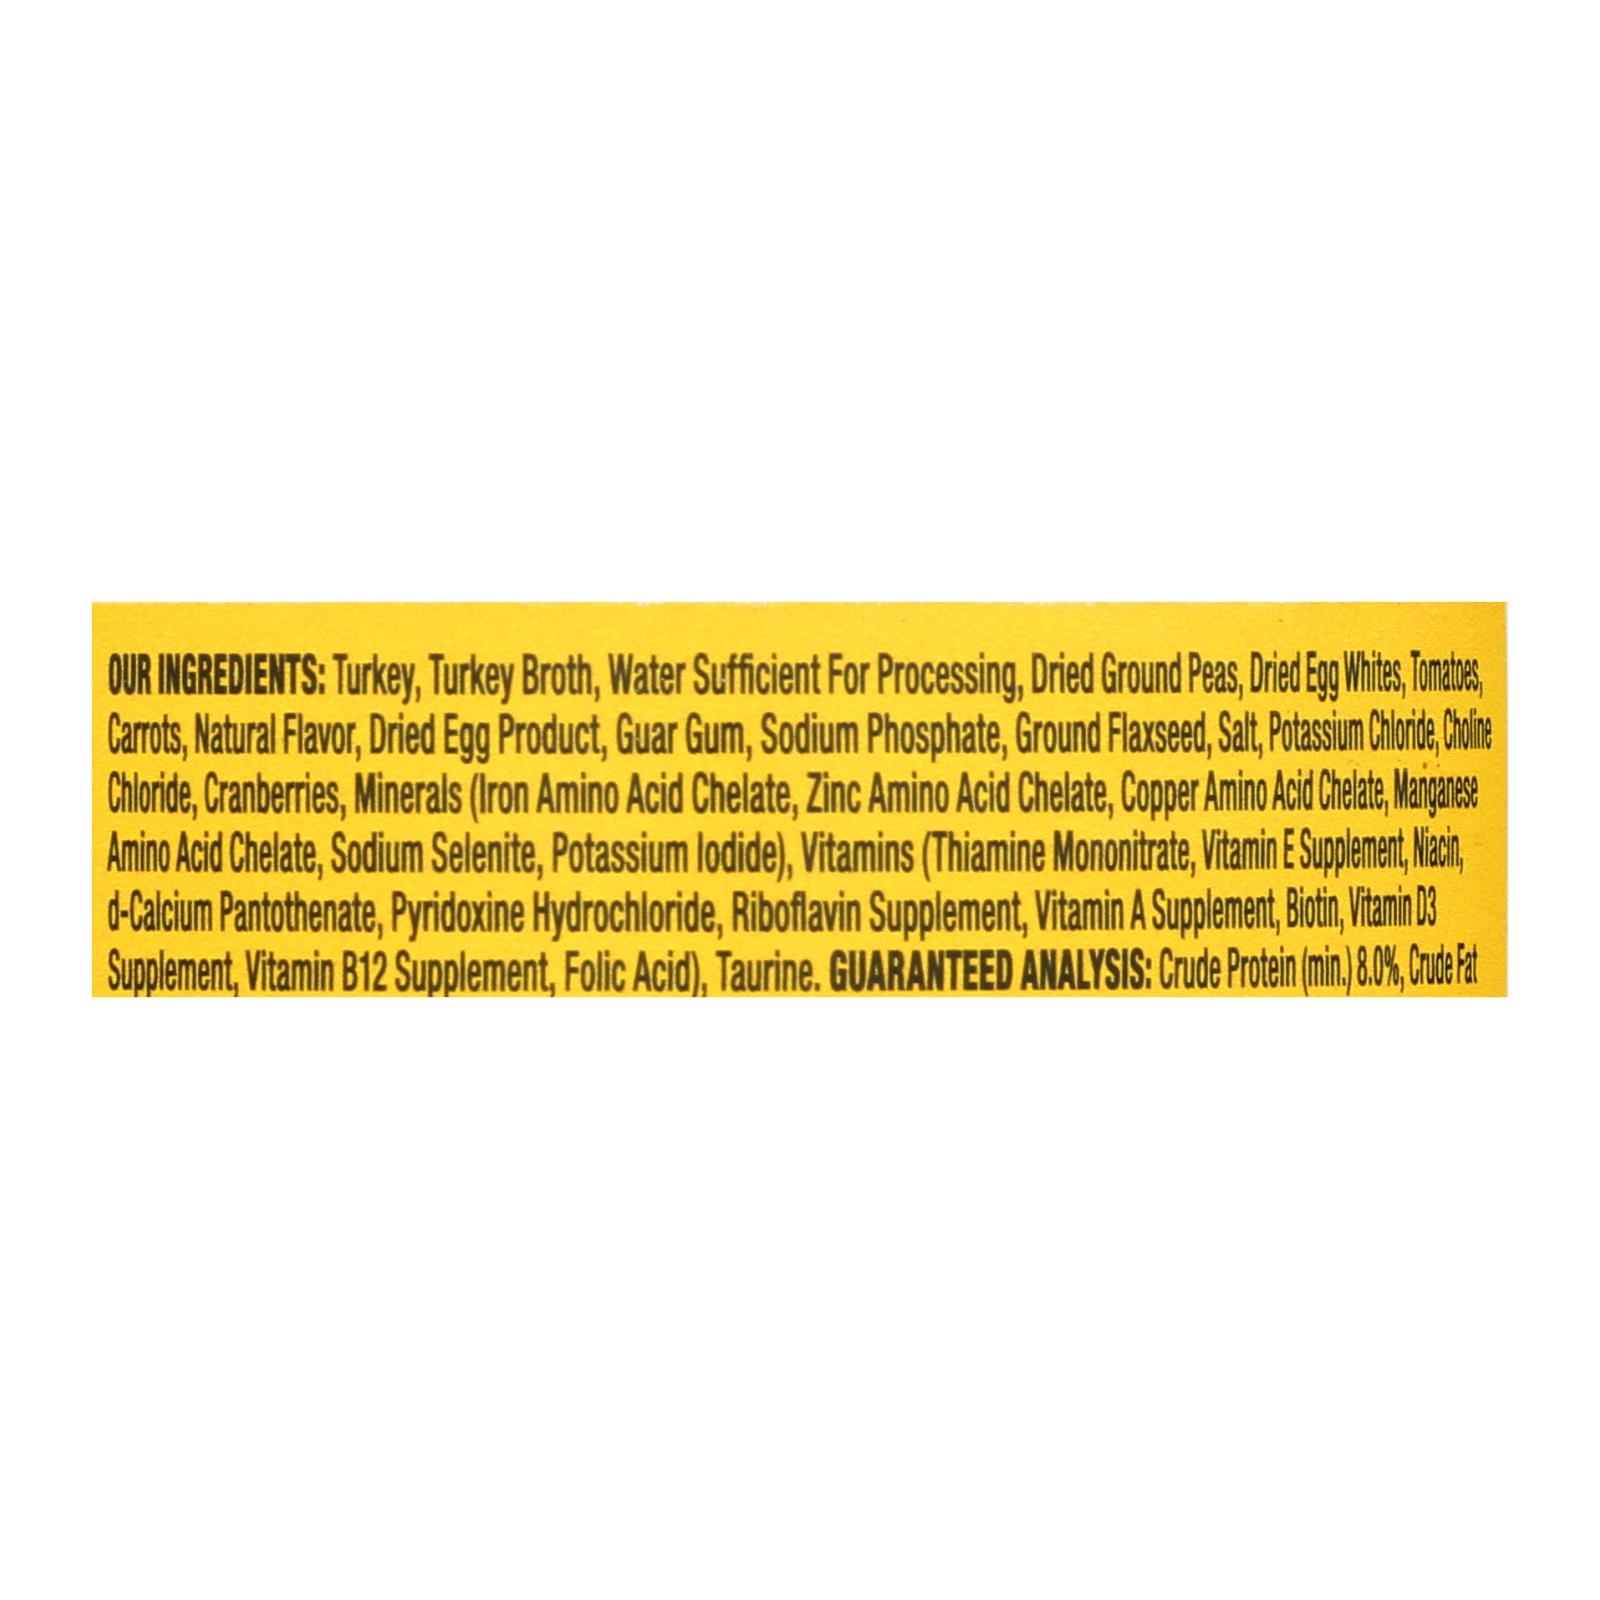 OUR INGREDIENTS: Turkey, Turkey Broth, Water Sufficient For Processing, Dried Ground Peas, Dried Egg Whites, Tomatoes,
Carrots, Natural Flavor, Dried Egg Product, Guar Gum, Sodium Phosphate, Ground Flaxseed, Salt, Potassium Chloride, Choline
Chloride, Cranberries, Minerals (Iron Amino Acid Chelate, Zinc Amino Acid Chelate, Copper Amino Acid Chelate, Manganese
Amino Acid Chelate, Sodium Selenite, Potassium Iodide), Vitamins (Thiamine Mononitrate, Vitamin E Supplement, Niacin,
d-Calcium Pantothenate, Pyridoxine Hydrochloride, Riboflavin Supplement, Vitamin A Supplement, Biotin, Vitamin D3
Supplement, Vitamin B12 Supplement, Folic Acid), Taurine. GUARANTEED ANALYSIS: Crude Protein (min.) 8.0%, Crude Fat